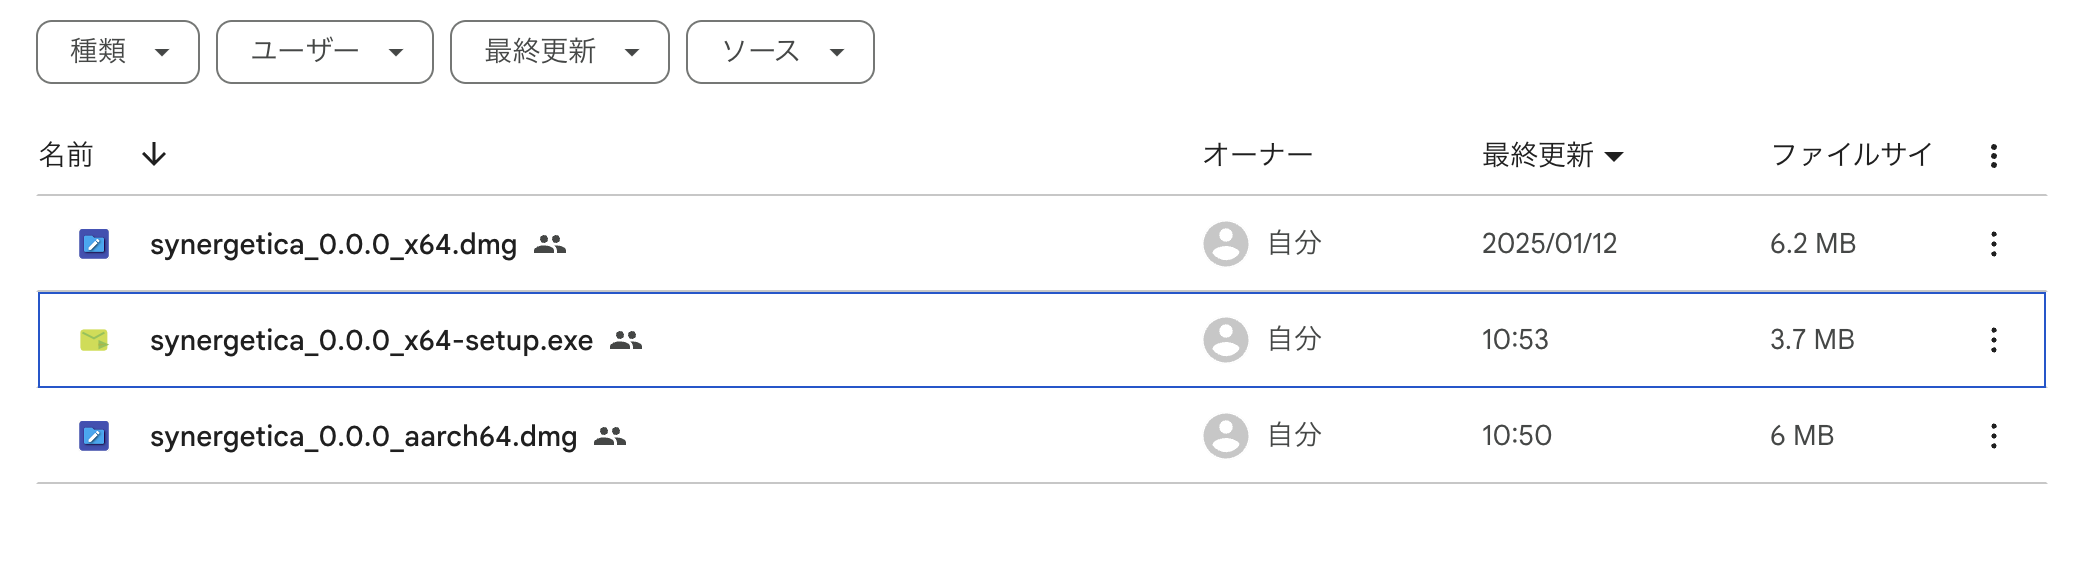 種類 ユーザー 最終更新 ソース
名前 オーナー 最終更新 ファイルサイ
synergetica_0.0.0_x64.dmg 自分 2025/01/12 6.2 MB
synergetica_0.0.0_x64-setup.exe 自分 10:53 3.7 MB
synergetica_0.0.0_aarch64.dmg 自分 10:50 6 MB